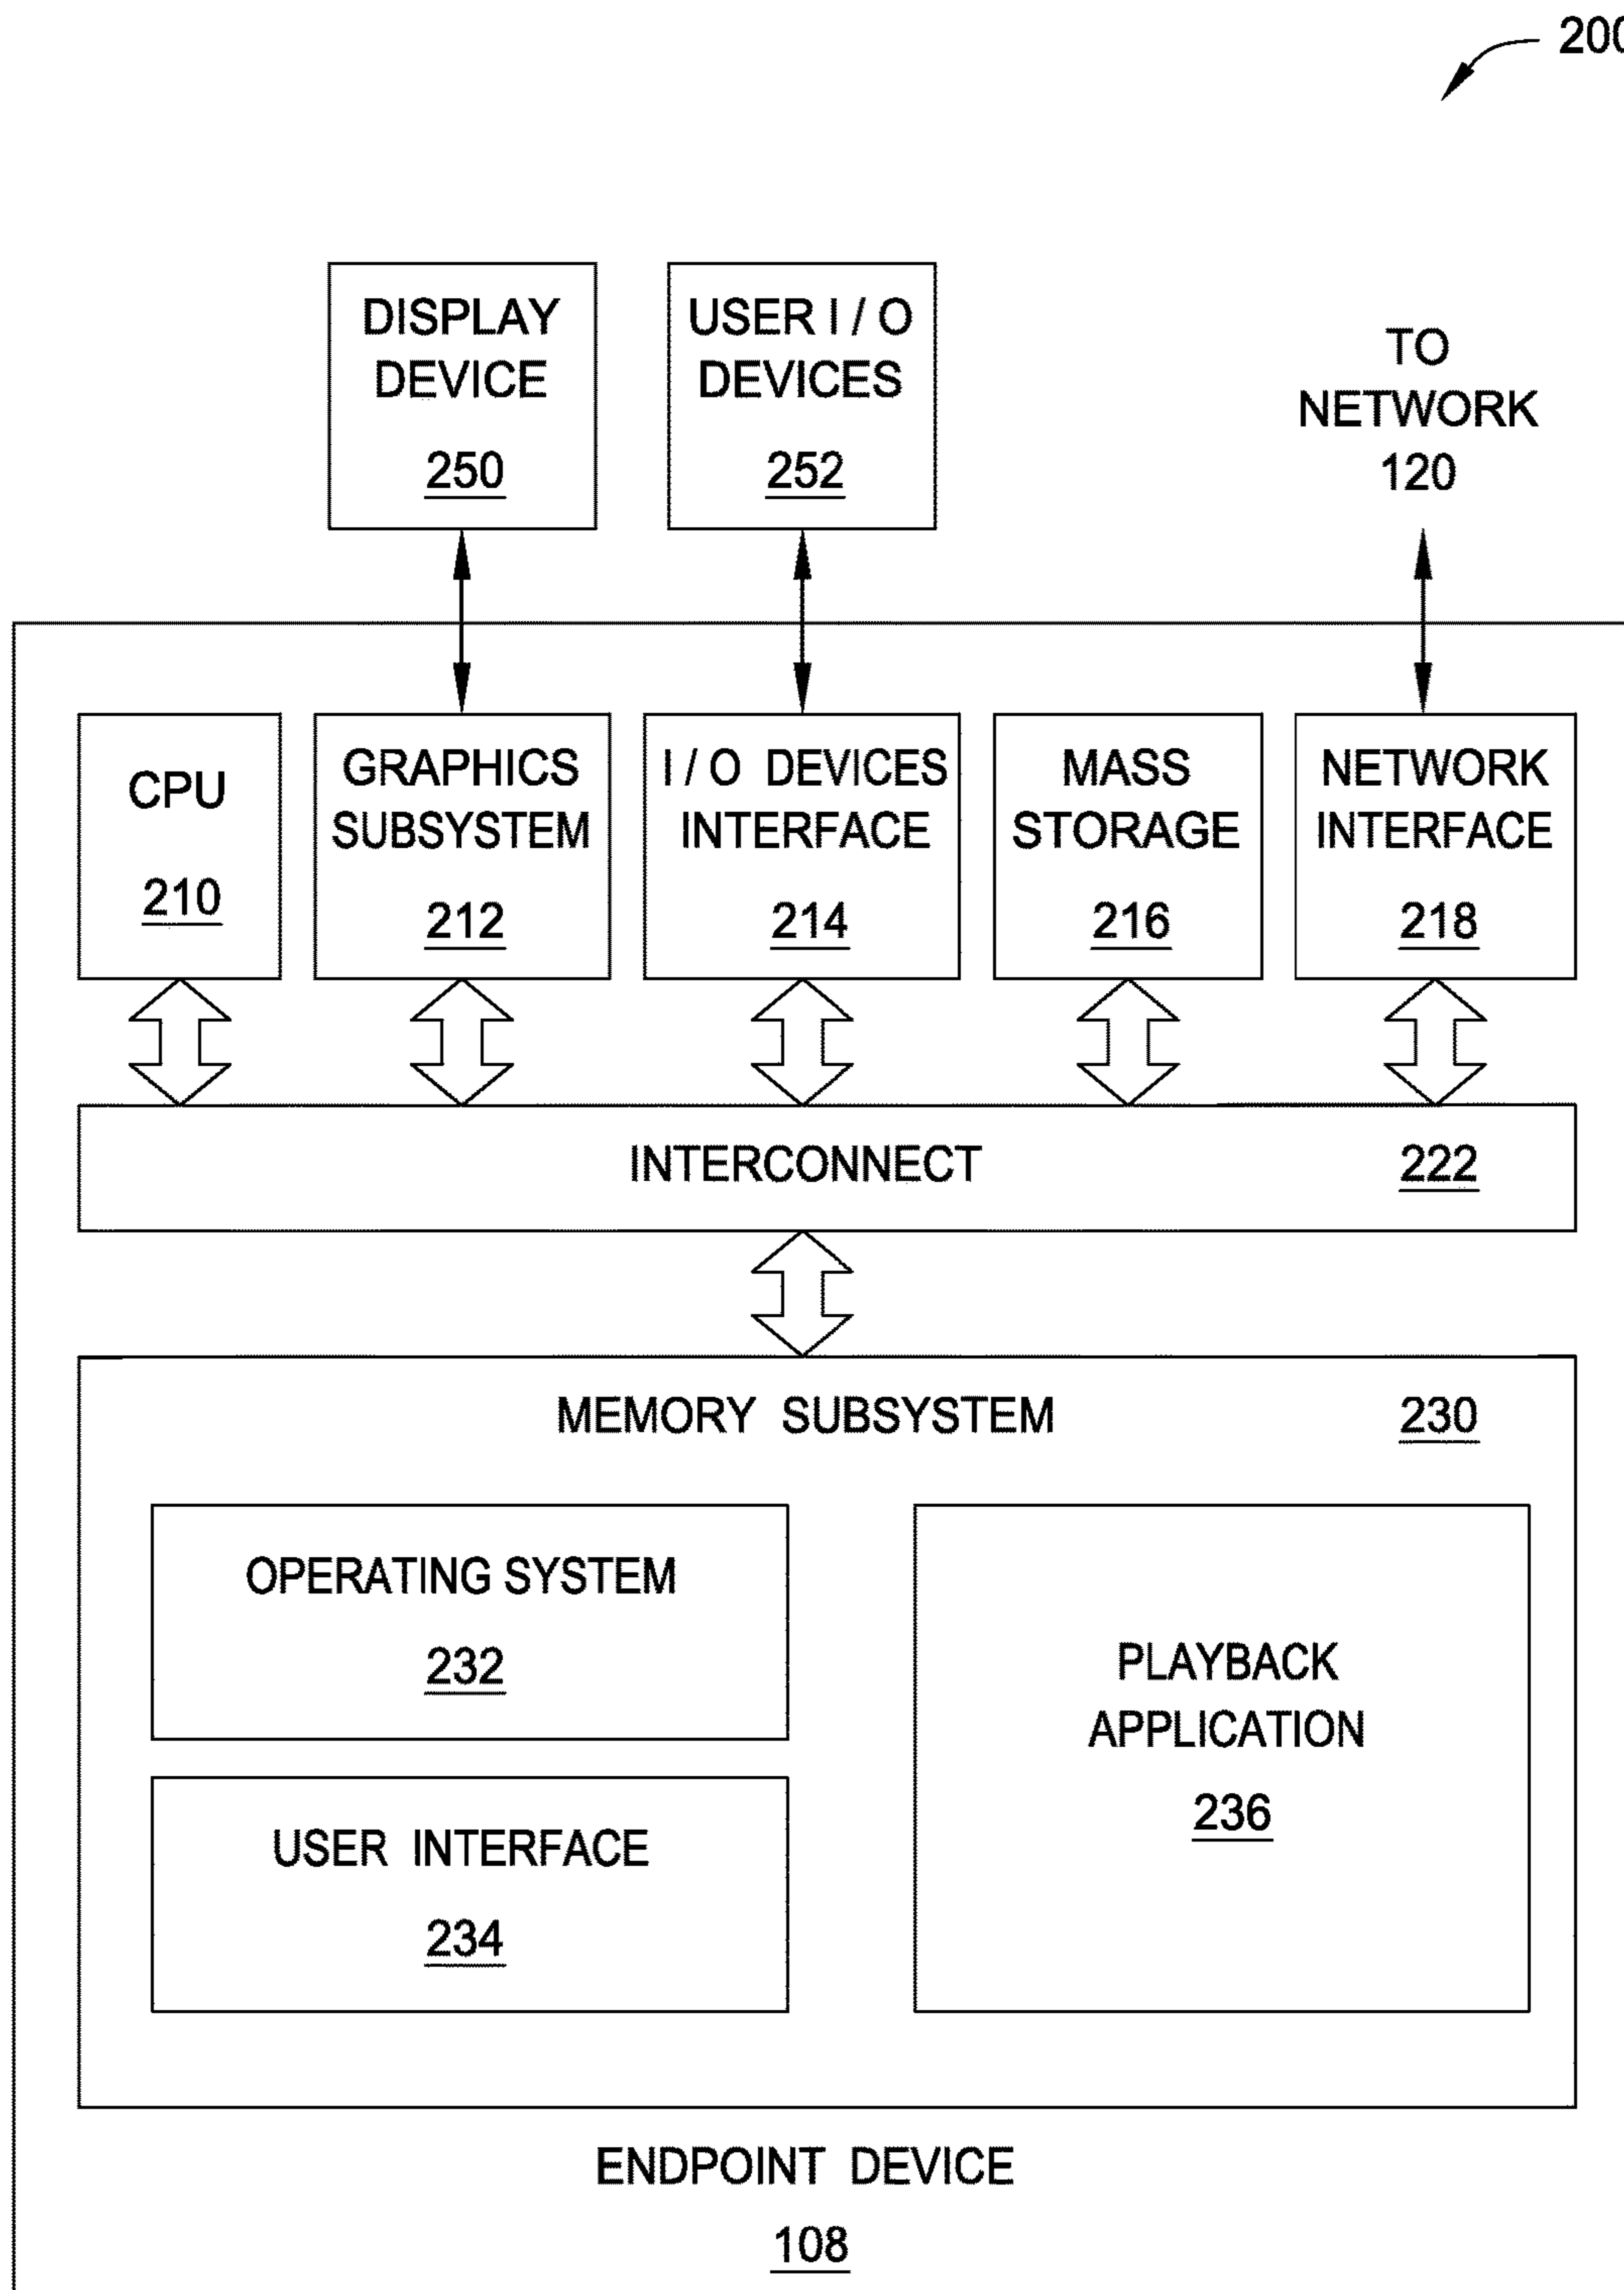 200
DISPLAY
DEVICE
250
USER I / O
DEVICES
252
TO
NETWORK
120
CPU
210
GRAPHICS
SUBSYSTEM
212
I / O DEVICES
INTERFACE
214
MASS
STORAGE
216
NETWORK
INTERFACE
218
INTERCONNECT
222
MEMORY SUBSYSTEM
230
OPERATING SYSTEM
232
USER INTERFACE
234
PLAYBACK
APPLICATION
236
ENDPOINT DEVICE
108